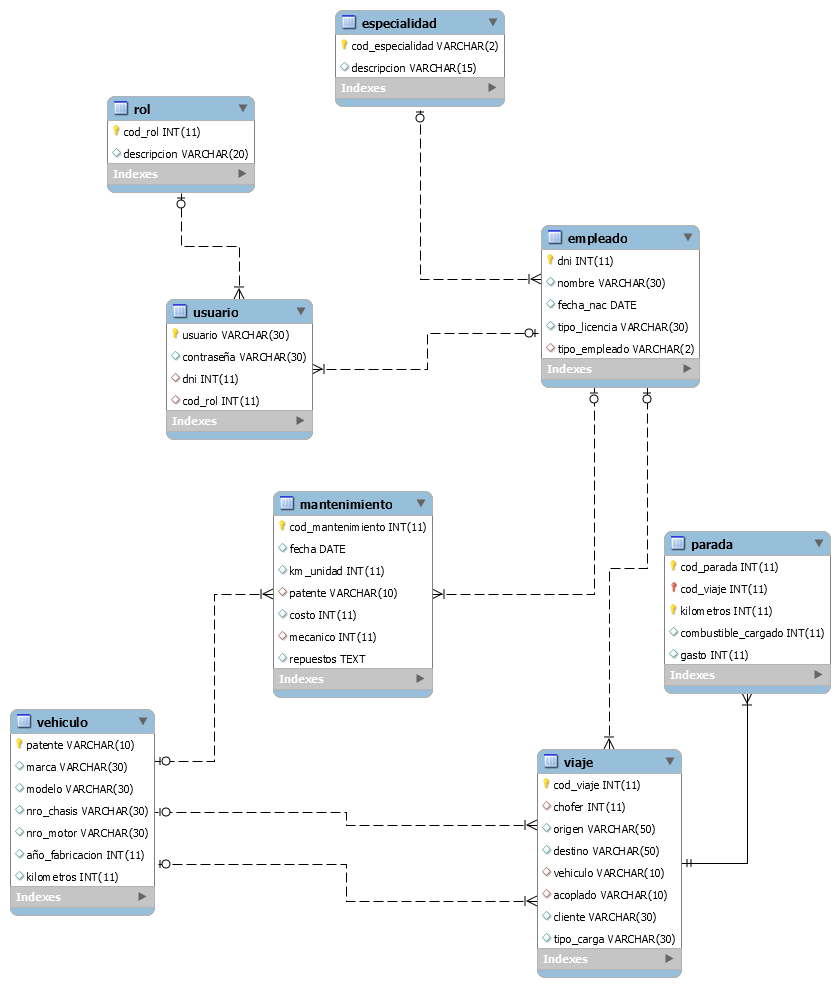 especialidad
cod_especialidad VARCHAR(2)
descripcion VARCHAR(15)
Indexes
rol
cod_rol INT(11)
descripcion VARCHAR(20)
Indexes
empleado
dni INT(11)
nombre VARCHAR(30)
fecha_nac DATE
tipo_licencia VARCHAR(30)
tipo_empleado VARCHAR(2)
Indexes
usuario
usuario VARCHAR(30)
contraseña VARCHAR(30)
dni INT(11)
cod_rol INT(11)
Indexes
mantenimiento
cod_mantenimiento INT(11)
fecha DATE
km_unidad INT(11)
patente VARCHAR(10)
costo INT(11)
mecanico INT(11)
repuestos TEXT
Indexes
parada
cod_parada INT(11)
cod_viaje INT(11)
kilometros INT(11)
combustible_cargado INT(11)
gasto INT(11)
Indexes
vehiculo
patente VARCHAR(10)
marca VARCHAR(30)
modelo VARCHAR(30)
nro_chasis VARCHAR(30)
nro_motor VARCHAR(30)
año_fabricacion INT(11)
kilometros INT(11)
Indexes
viaje
cod_viaje INT(11)
chofer INT(11)
origen VARCHAR(50)
destino VARCHAR(50)
vehiculo VARCHAR(10)
acoplado VARCHAR(10)
cliente VARCHAR(30)
tipo_carga VARCHAR(30)
Indexes